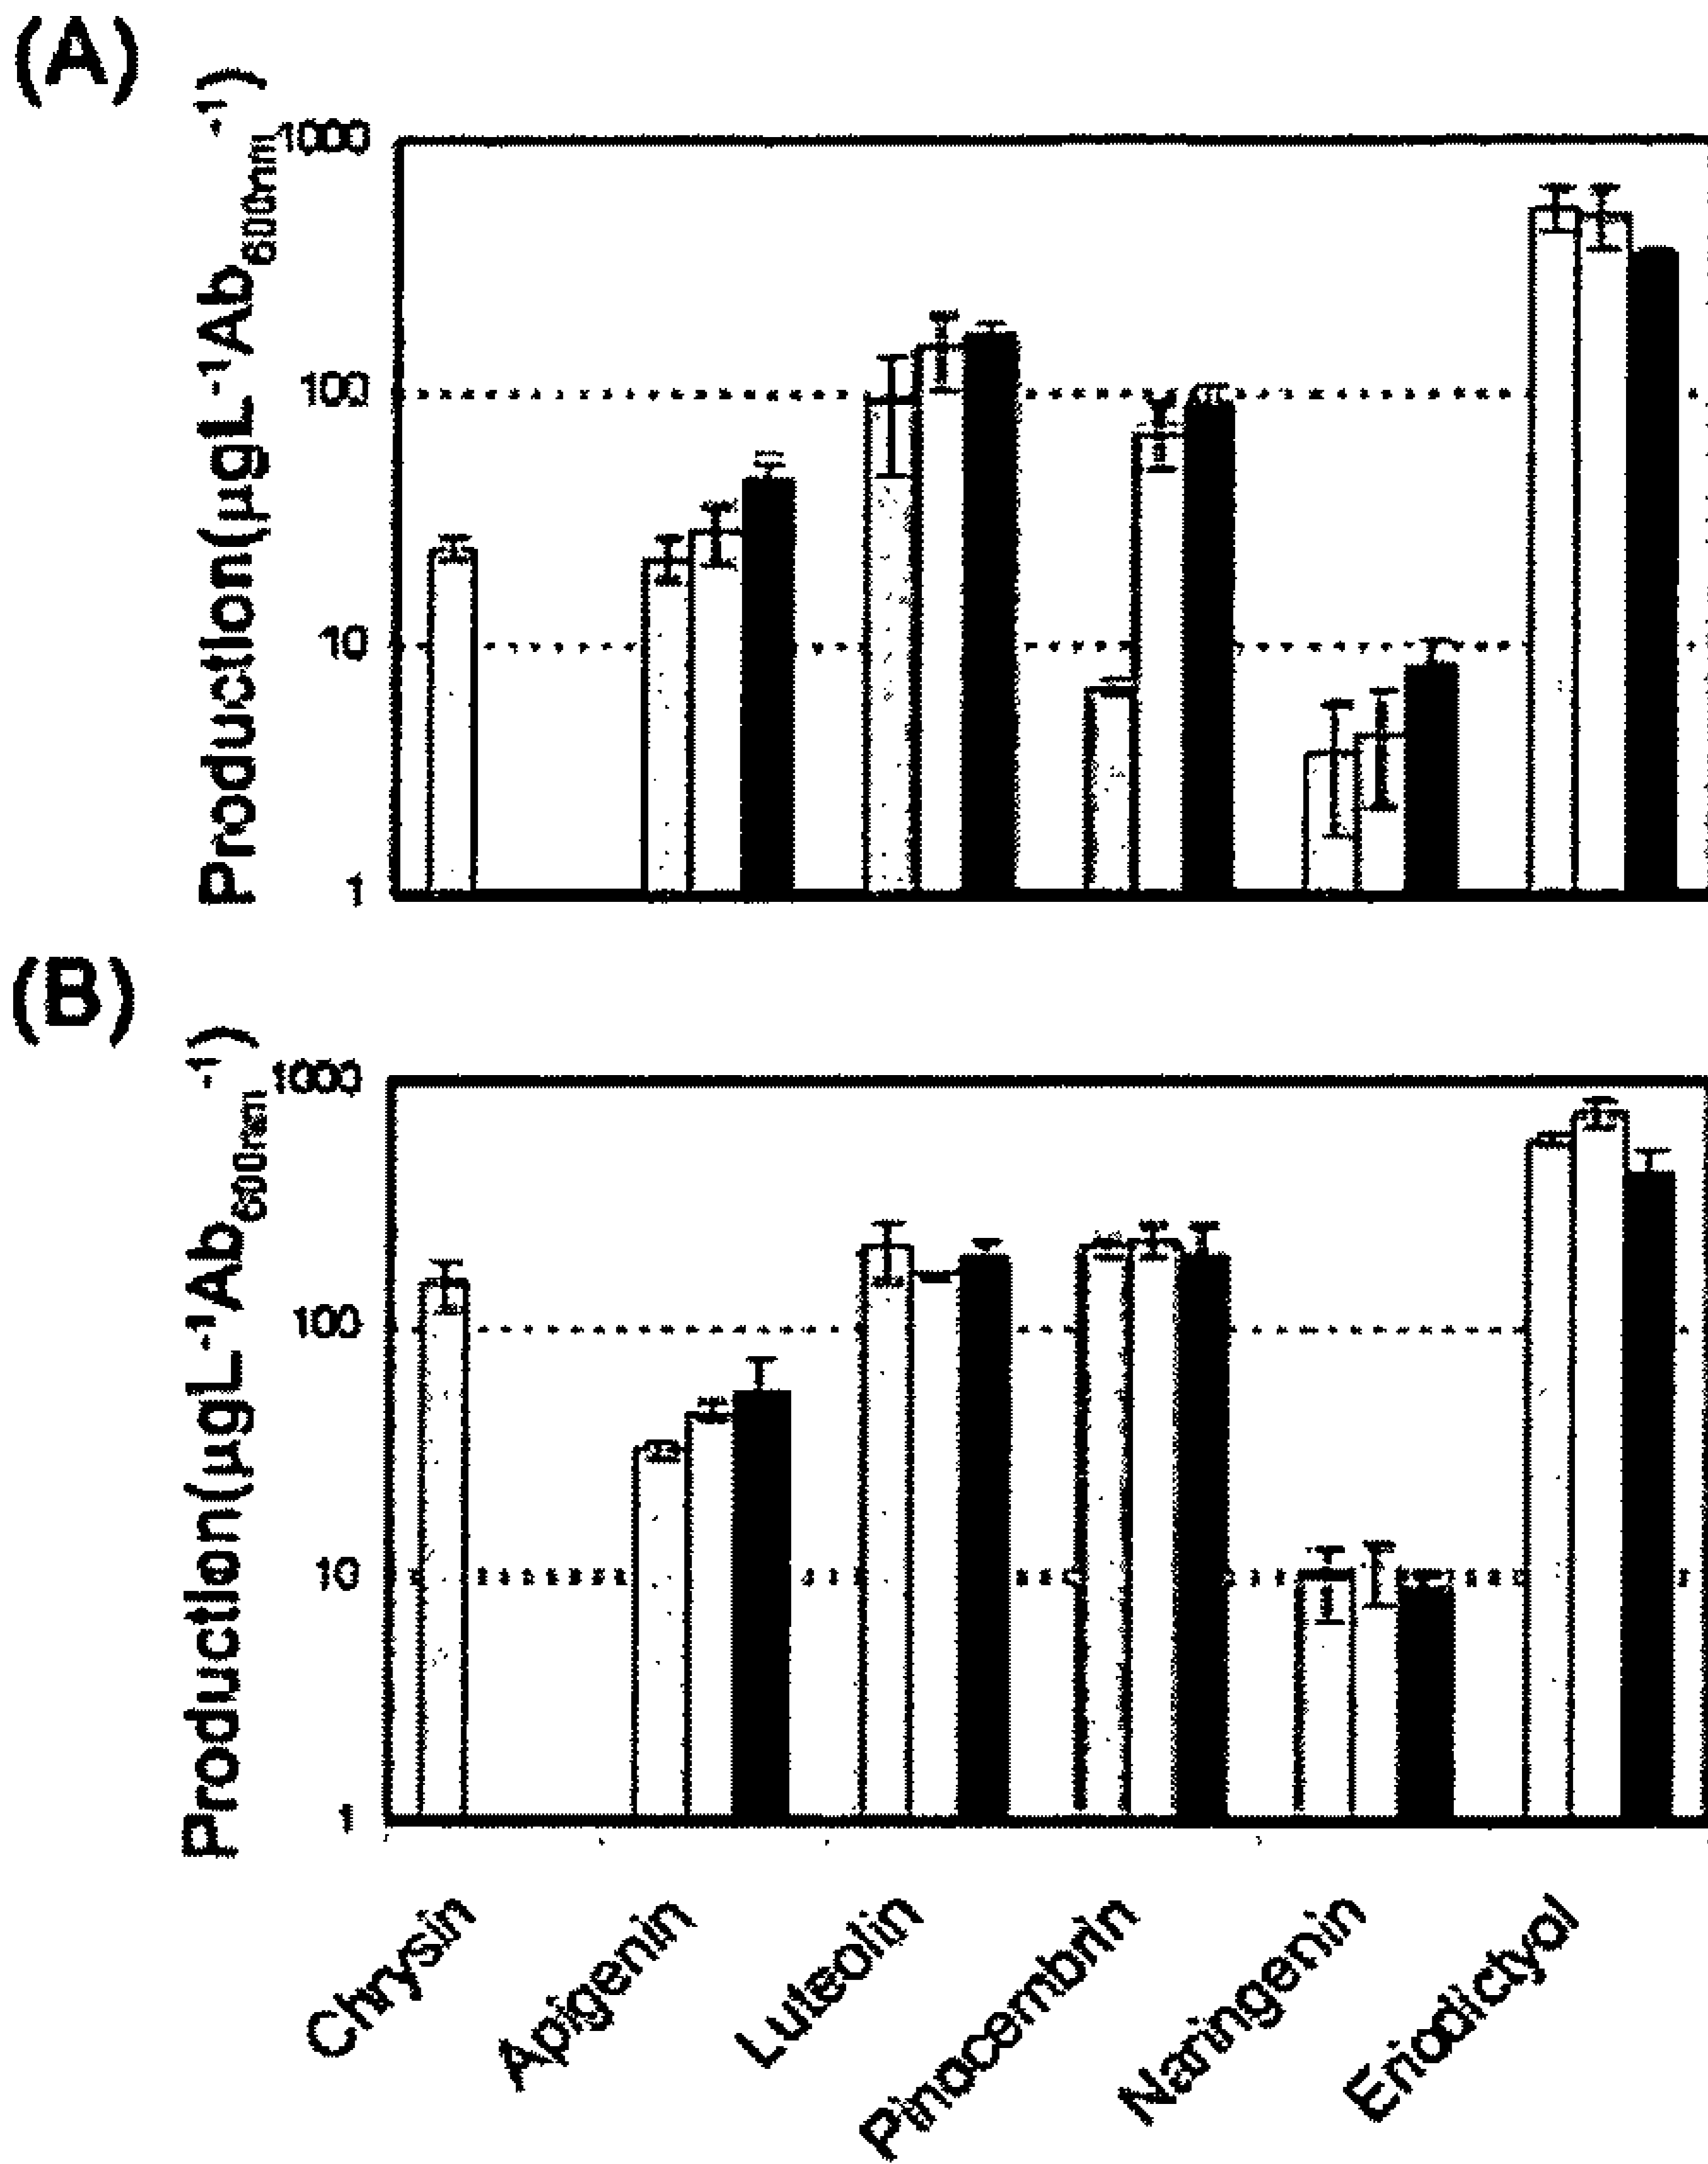 (A)
Production(µgL⁻¹Ab₆₀₀nm⁻¹)
1000
100
10
1
(B)
Production(µgL⁻¹Ab₆₀₀nm⁻¹)
1000
100
10
1
Chrysin
Apigenin
Luteolin
Pinocembrin
Naringenin
Eriodictyol